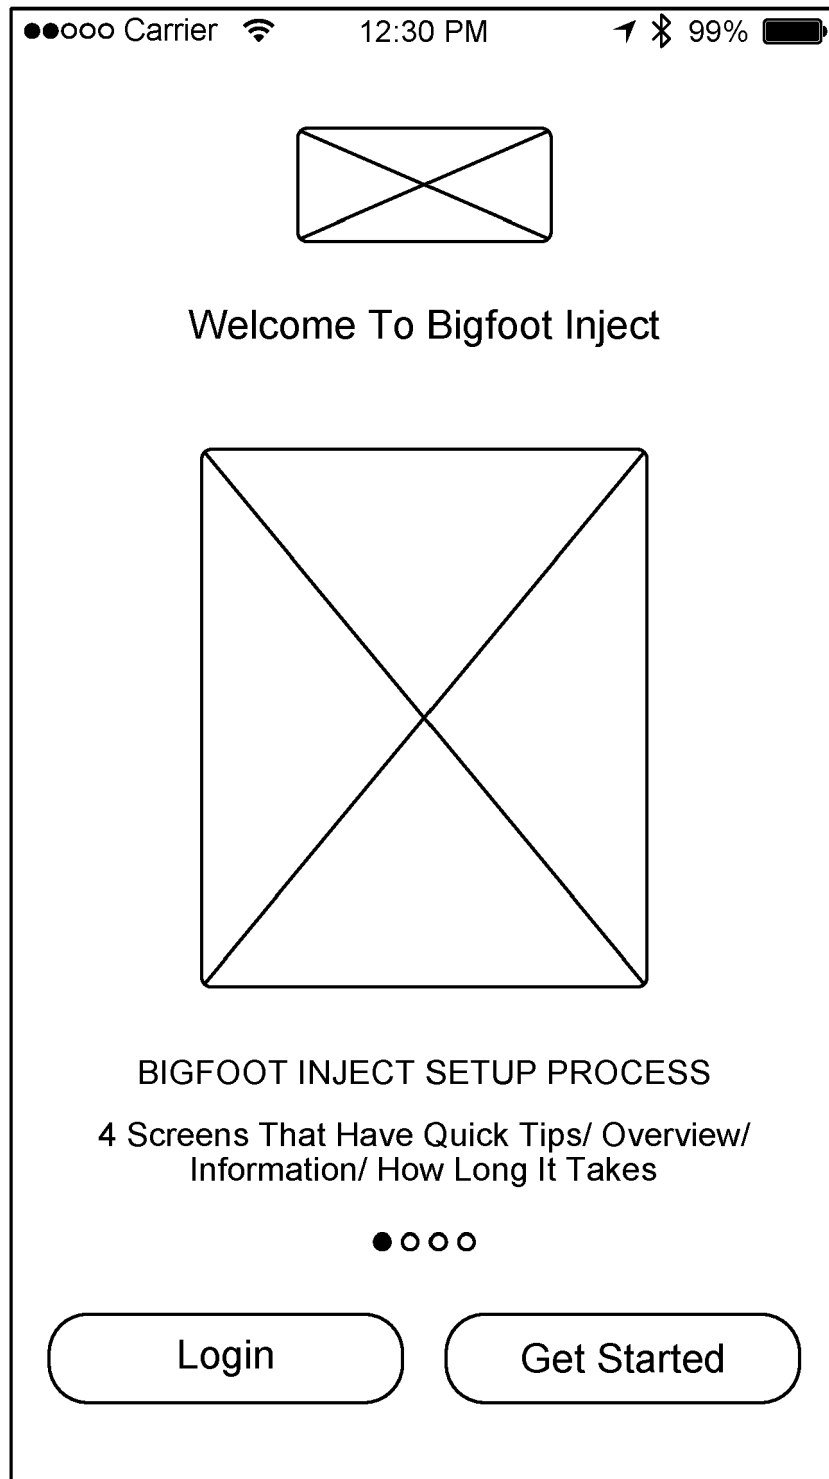 Carrier 12:30 PM 99%
Welcome To Bigfoot Inject
BIGFOOT INJECT SETUP PROCESS
4 Screens That Have Quick Tips/ Overview/
Information/ How Long It Takes
Login Get Started